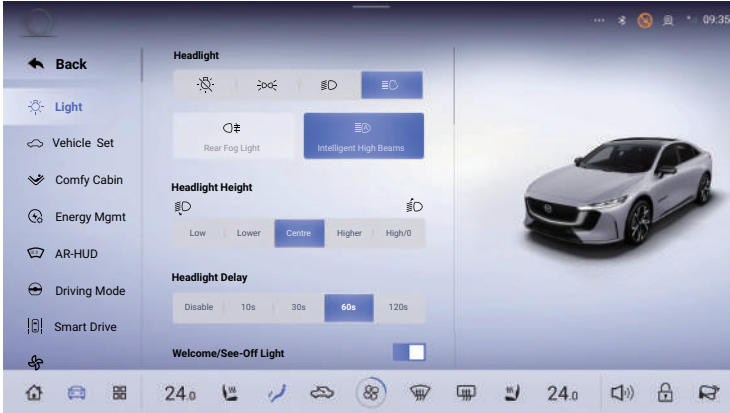 09:35
Back
Light
Vehicle Set
Comfy Cabin
Energy Mgmt
AR-HUD
Driving Mode
Smart Drive
Headlight
Rear Fog Light
Intelligent High Beams
Headlight Height
Low Lower Centre Higher High/0
Headlight Delay
Disable 10s 30s 60s 120s
Welcome/See-Off Light
24.0
24.0